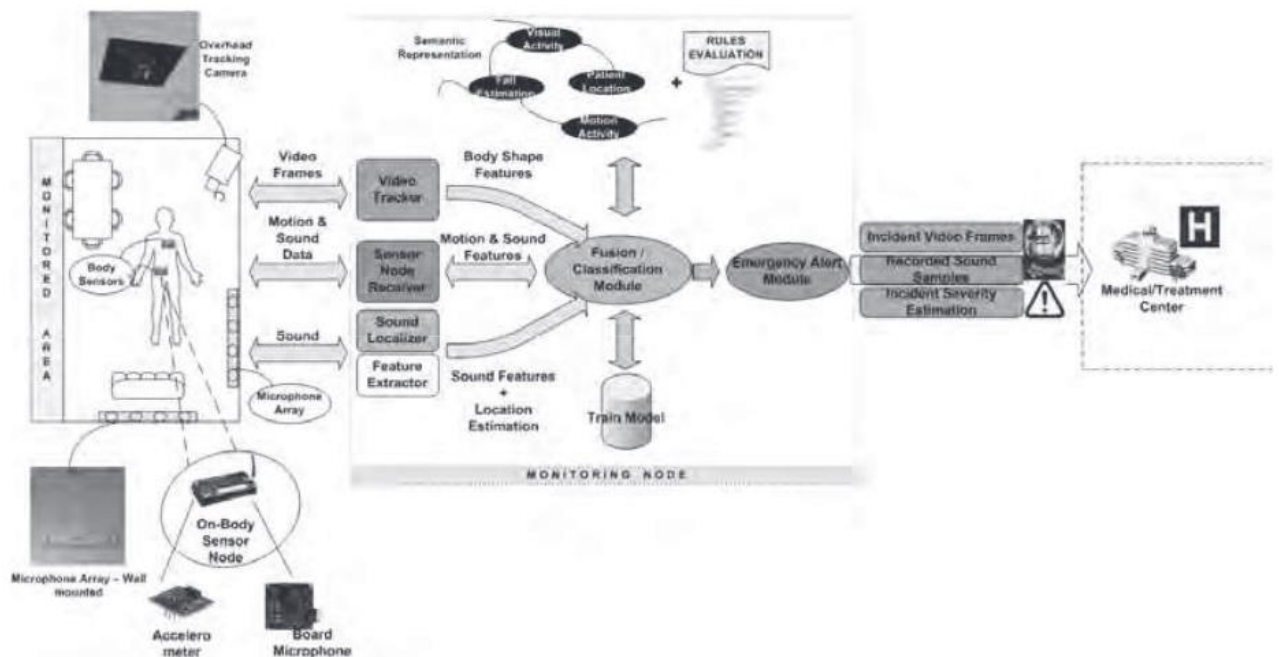 Overhead
Tracking
Camera
Semantic
Representation
Visual
Activity
Fall
Estimation
Patient
Location
Motion
Activity
+
RULES
EVALUATION
MONITORED AREA
Body
Sensors
Video
Frames
Motion &
Sound
Data
Sound
Microphone
Array
Video
Tracker
Sensor
Node
Receiver
Sound
Localizer
Feature
Extractor
Body Shape
Features
Motion & Sound
Features
Sound Features
+
Location
Estimation
Fusion /
Classification
Module
Train Model
Emergency Alert
Module
Incident Video Frames
Recorded Sound
Samples
Incident Severity
Estimation
H
Medical/Treatment
Center
MONITORING NODE
On-Body
Sensor
Node
Microphone Array – Wall
mounted
Accelero
meter
Board
Microphone